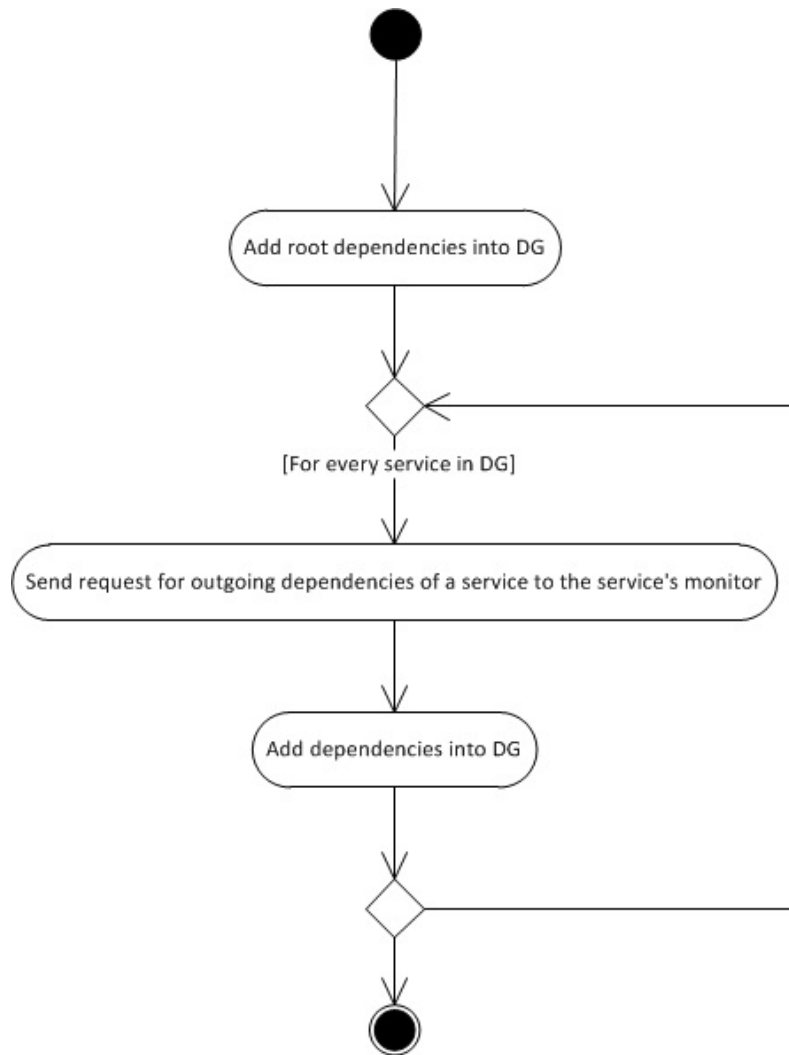 Add root dependencies into DG
[For every service in DG]
Send request for outgoing dependencies of a service to the service's monitor
Add dependencies into DG